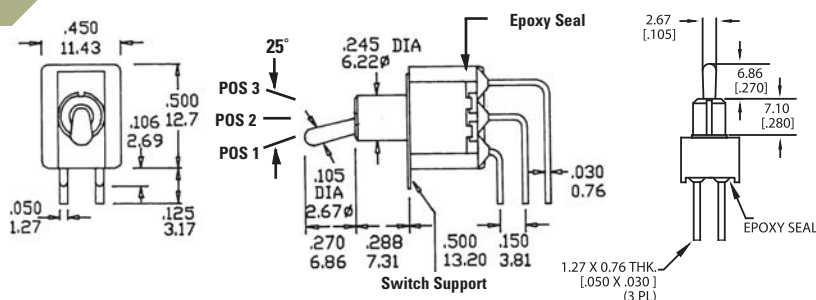 .450
11.43
.500
12.7
.106
2.69
.050
1.27
.125
3.17
25°
POS 3
POS 2
POS 1
.245 DIA
6.22ø
Epoxy Seal
.105
DIA
2.67ø
.030
0.76
.270
6.86
.288
7.31
.500
13.20
.150
3.81
Switch Support
2.67
[.105]
6.86
[.270]
7.10
[.280]
EPOXY SEAL
1.27 X 0.76 THK.
[.050 X .030 ]
(3 PL)